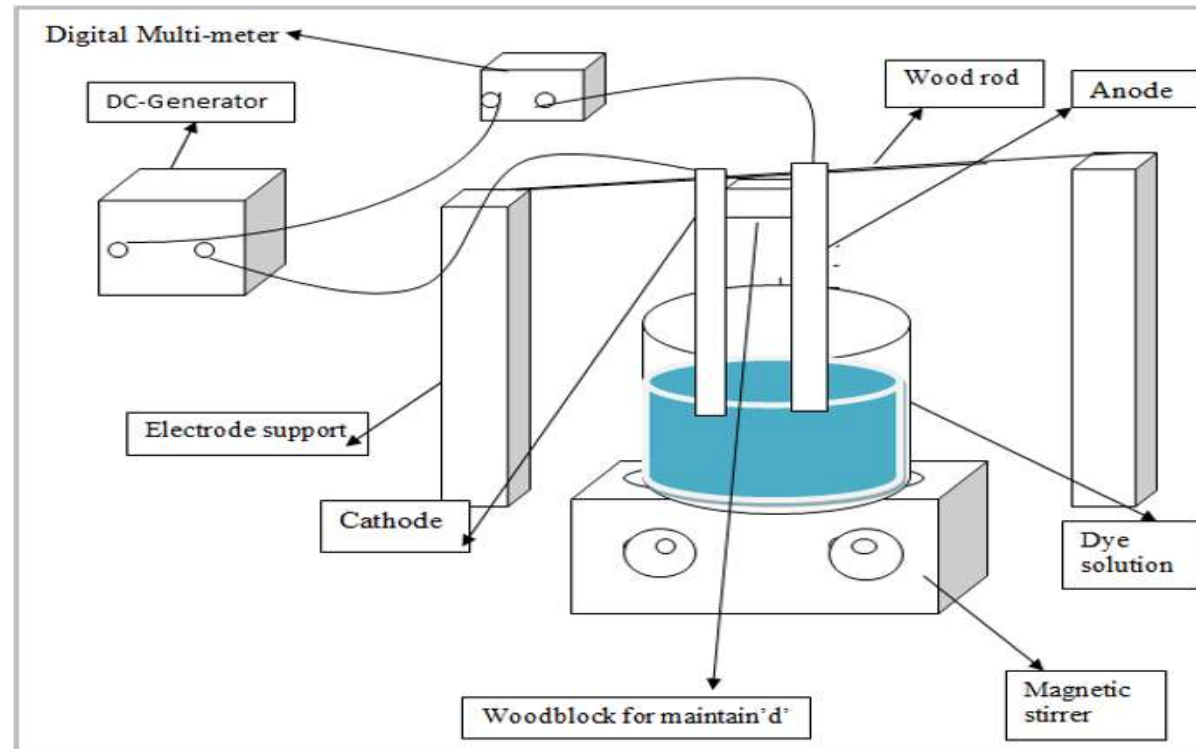 Digital Multi-meter
DC-Generator
Wood rod
Anode
Electrode support
Cathode
Dye
solution
Woodblock for maintain’d’
Magnetic
stirrer